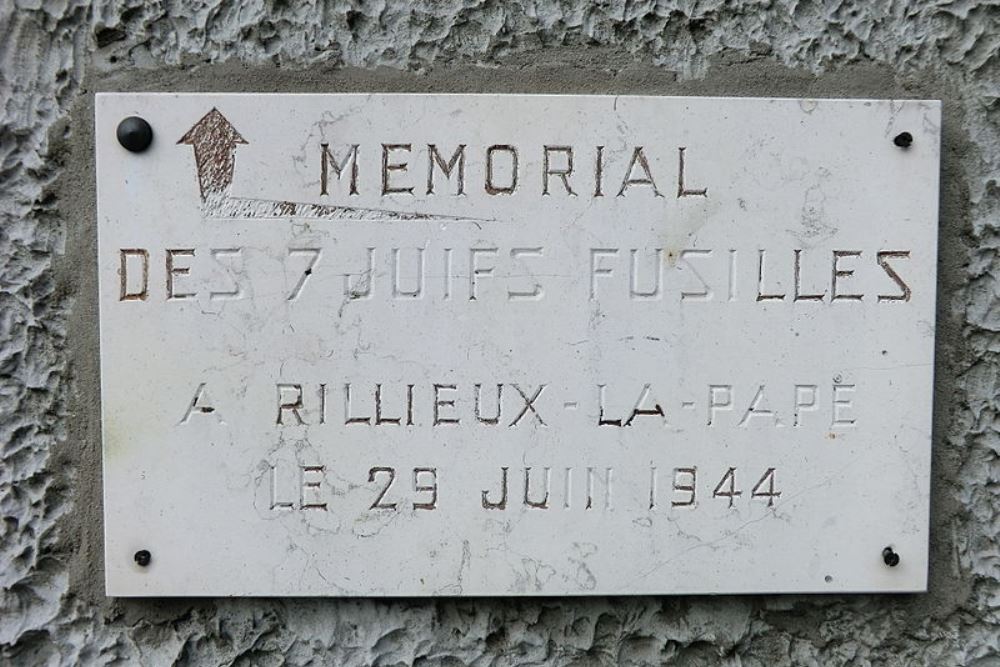 MEMORIAL
DES 7 JUIFS FUSILLES
A RILLIEUX-LA-PAPE
LE 29 JUIN 1944